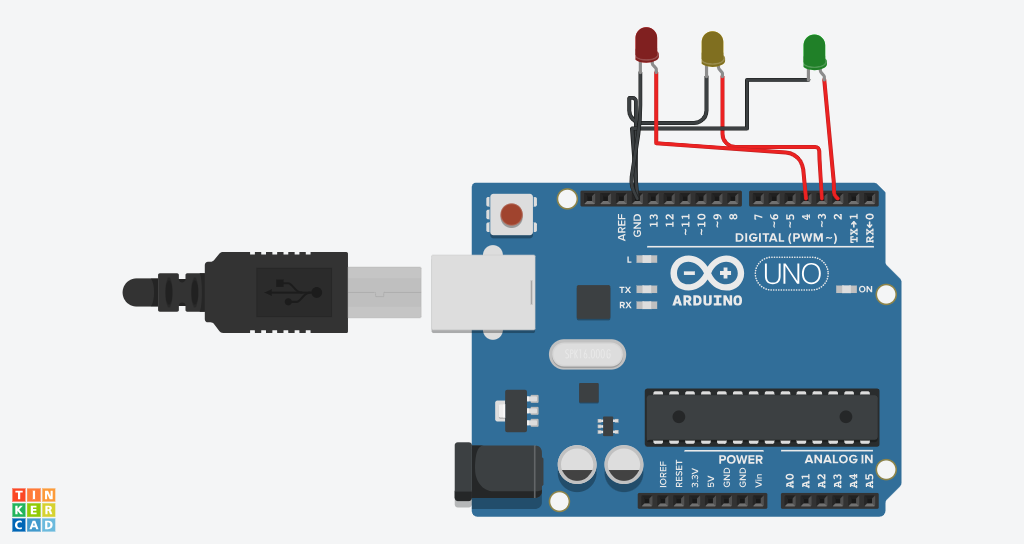 AREF
GND
13
12
~11
~10
~9
8
7
~6
~5
4
~3
2
TX→1
RX←0
DIGITAL (PWM~)
L
TX
RX
ARDUINO
UNO
ON
POWER
ANALOG IN
IOREF
RESET
3.3V
5V
GND
GND
Vin
A0
A1
A2
A3
A4
A5
TIN
KER
CAD